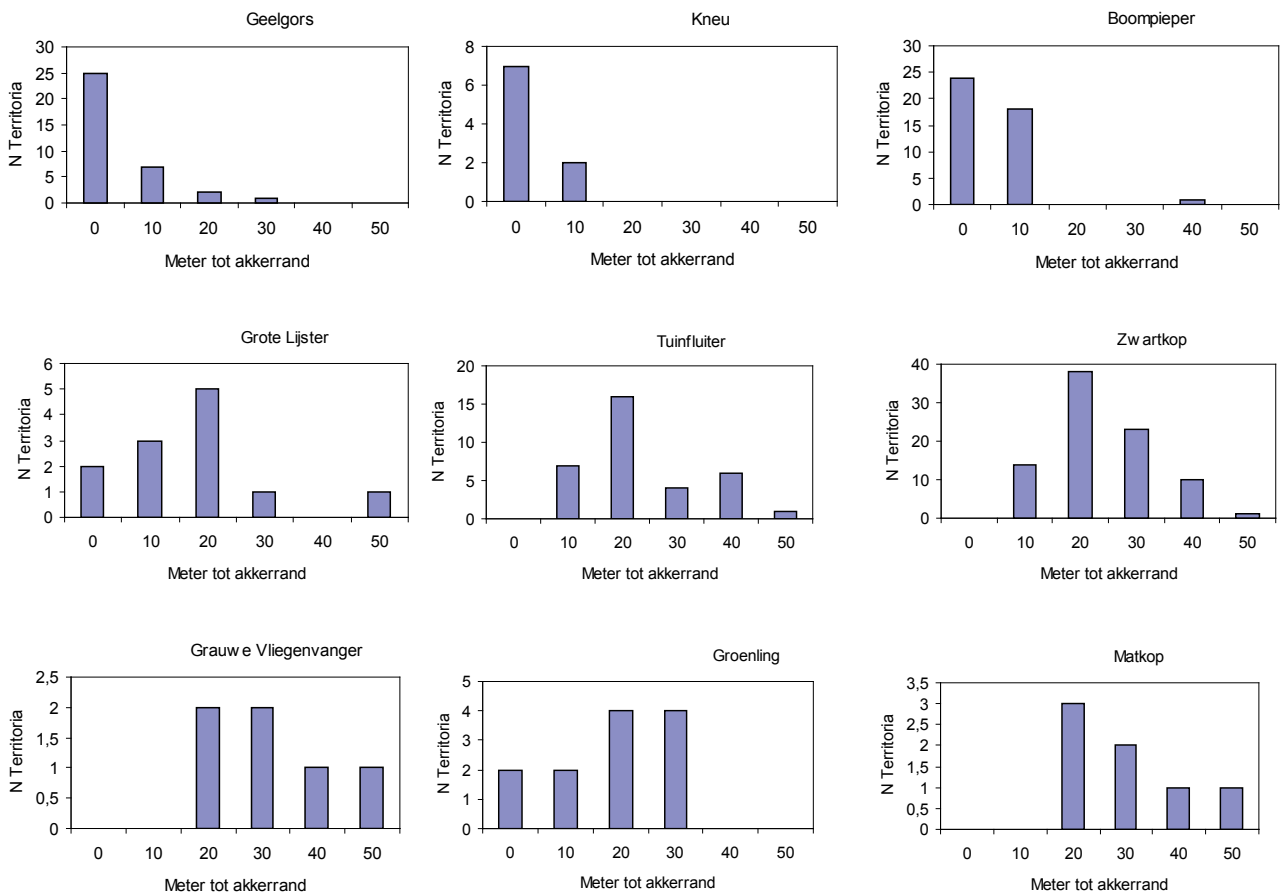 Geelgors
N Territoria
30
25
20
15
10
5
0
0 10 20 30 40 50
Meter tot akkerrand
Kneu
N Territoria
8
6
4
2
0
0 10 20 30 40 50
Meter tot akkerrand
Boompieper
N Territoria
30
25
20
15
10
5
0
0 10 20 30 40 50
Meter tot akkerrand
Grote Lijster
N Territoria
6
5
4
3
2
1
0
0 10 20 30 40 50
Meter tot akkerrand
Tuinfluiter
N Territoria
20
15
10
5
0
0 10 20 30 40 50
Meter tot akkerrand
Zwartkop
N Territoria
40
30
20
10
0
0 10 20 30 40 50
Meter tot akkerrand
Grauwe Vliegenvanger
N Territoria
2,5
2
1,5
1
0,5
0
0 10 20 30 40 50
Meter tot akkerrand
Groenling
N Territoria
5
4
3
2
1
0
0 10 20 30 40 50
Meter tot akkerrand
Matkop
N Territoria
3,5
3
2,5
2
1,5
1
0,5
0
0 10 20 30 40 50
Meter tot akkerrand